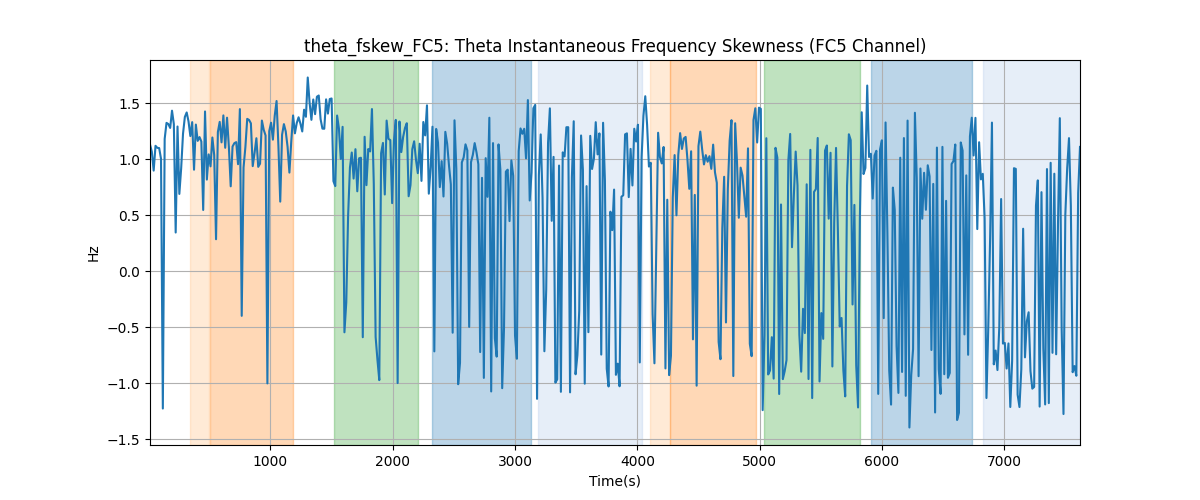 theta_fskew_FC5: Theta Instantaneous Frequency Skewness (FC5 Channel)
1.5
1.0
0.5
0.0
−0.5
−1.0
−1.5
Hz
1000 2000 3000 4000 5000 6000 7000
Time(s)